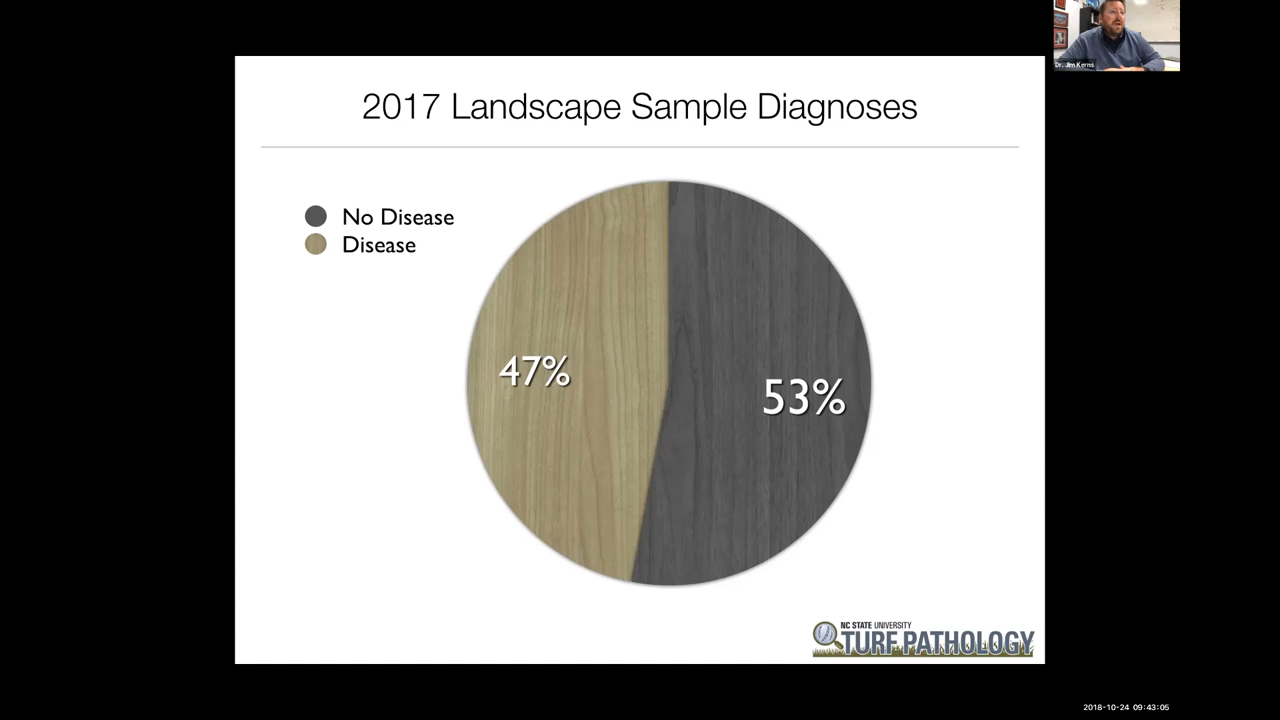 Dr. Jim Kerns
2017 Landscape Sample Diagnoses
No Disease
Disease
47%
53%
NC STATE UNIVERSITY
TURF PATHOLOGY
2018-10-24 09:43:05